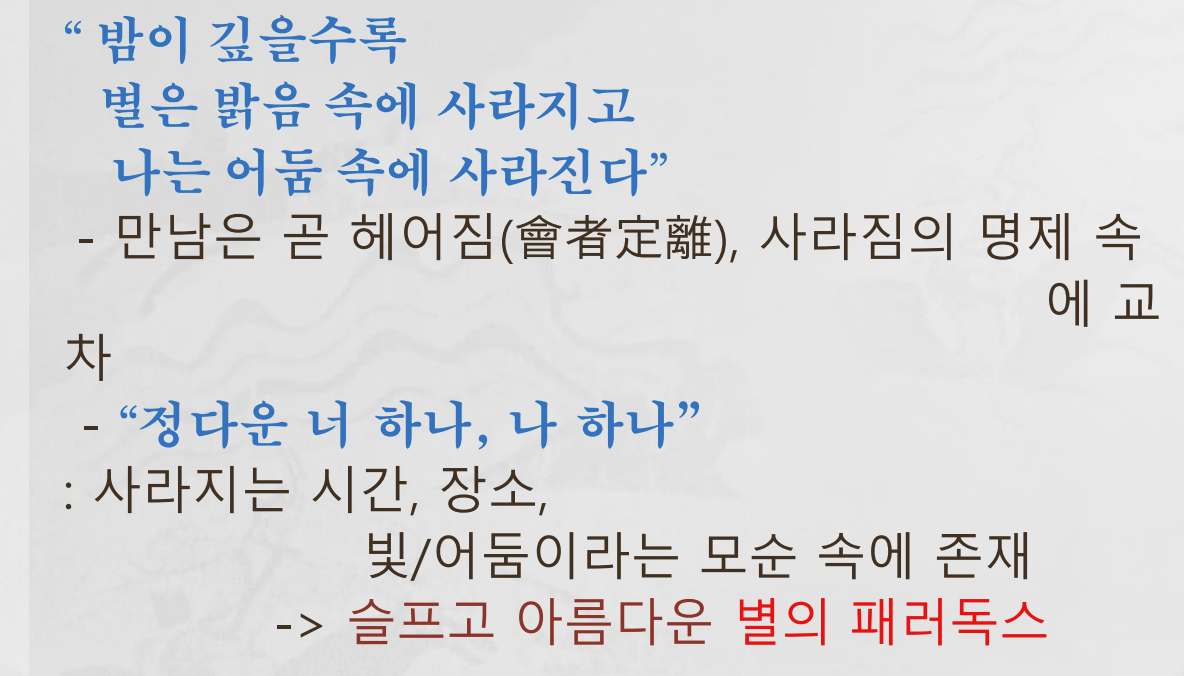 “ 밤이 깊을수록
별은 밝음 속에 사라지고
나는 어둠 속에 사라진다”
- 만남은 곧 헤어짐(會者定離), 사라짐의 명제 속
에 교
차
- “정다운 너 하나, 나 하나”
: 사라지는 시간, 장소,
빛/어둠이라는 모순 속에 존재
-> 슬프고 아름다운 별의 패러독스